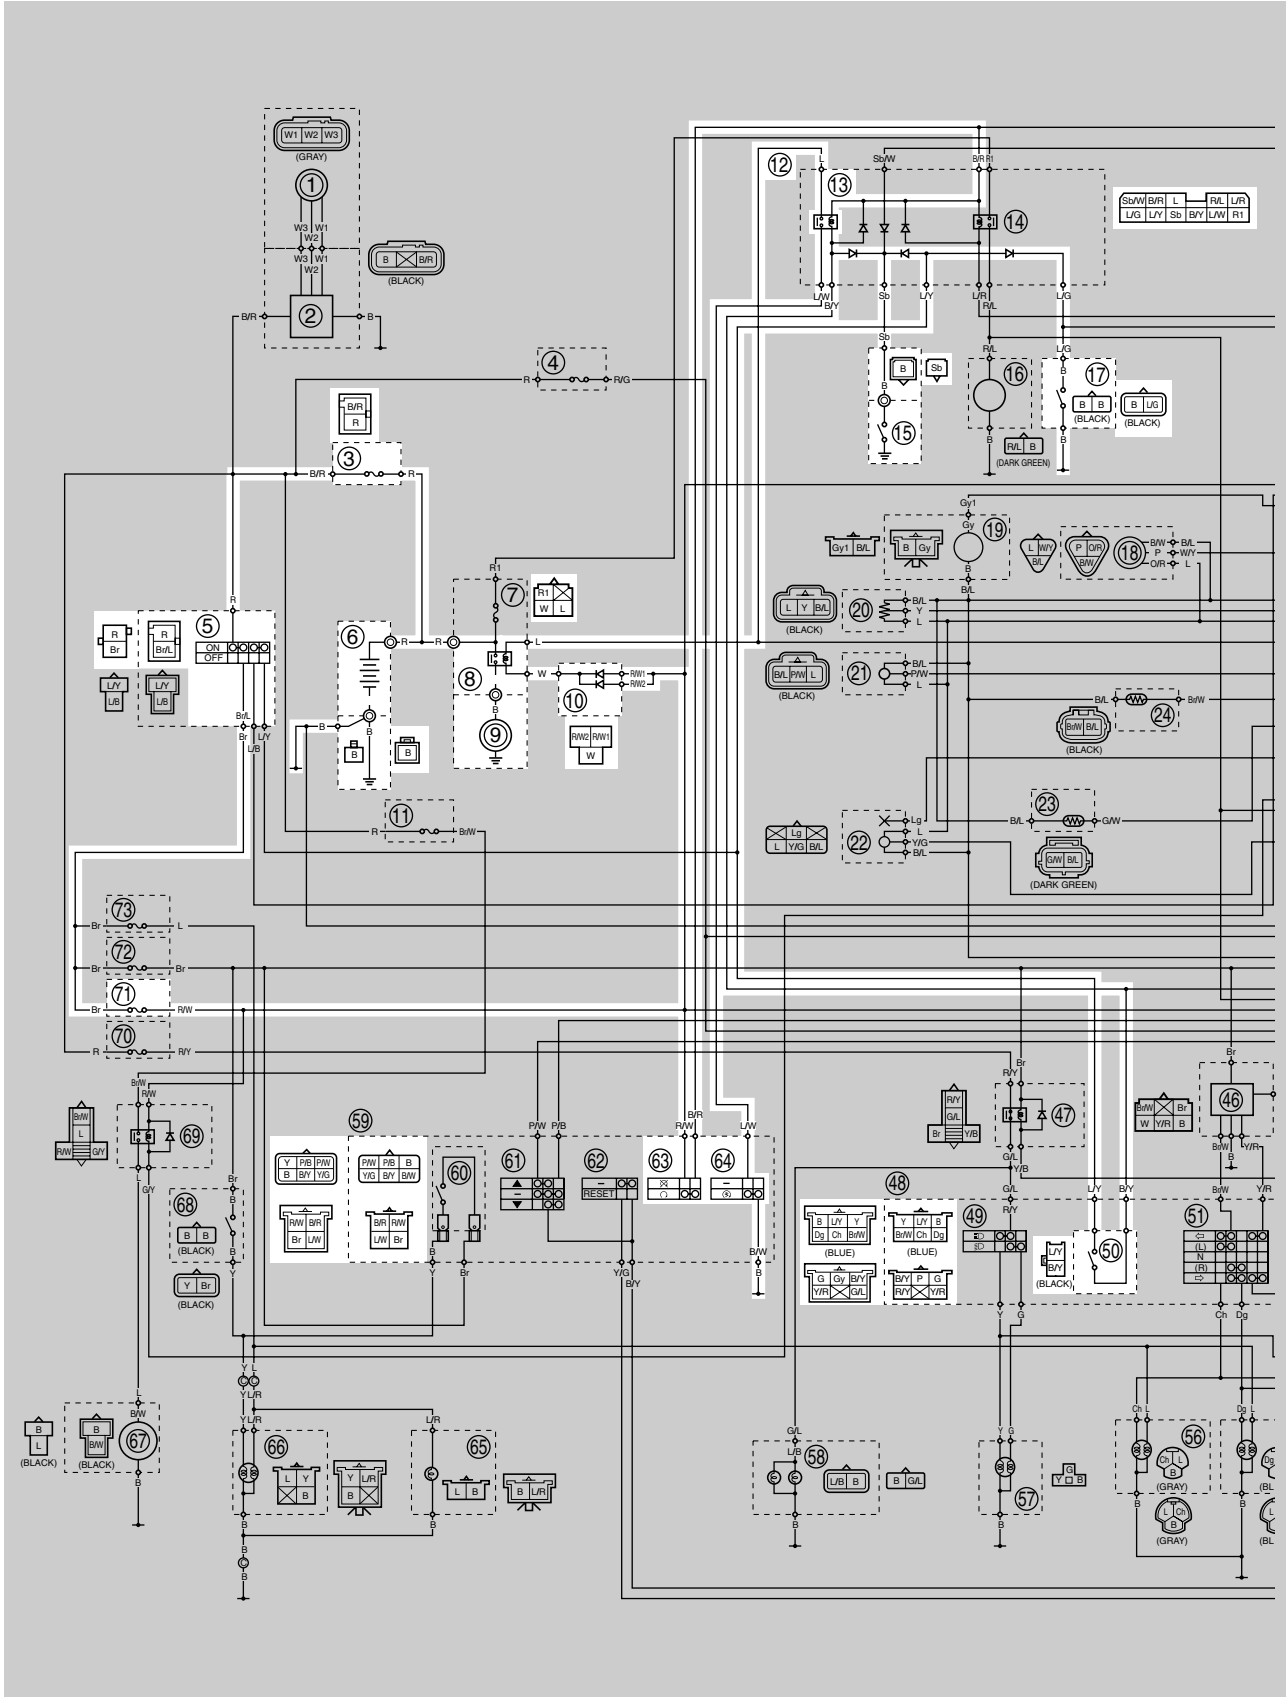 W1 W2 W3
(GRAY)
1
W3 W1
W2
W3 W1
W2
B B/R
(BLACK)
B/R 2 B
L Sb/W B/R R1
12
13
14
Sb/W B/R L R/L L/R
L/G L/Y Sb B/Y L/W R1
L/W Sb L/Y L/R L/G
B/Y R/L
Sb R/L L/G
4
R R/G
B Sb
B
15
16
B
R/L B
(DARK GREEN)
B
17
B B
(BLACK)
B
B L/G
(BLACK)
B/R
R
3
B/R R
Gy1
Gy
19
Gy1 B/L
B Gy
B
B/L
L W/Y
B/L
P O/R
B/W
18
B/W B/L
P W/Y
O/R L
R1
7
R1
W L
R
R
Br
R
Br/L
5
ON
OFF
L/Y
L/B
L/Y
L/B
Br/L
Br L/Y
L/B
6
R R
L
8
W
10
R/W1
R/W2
B
9
R/W2 R/W1
W
B
B
B
B
L Y B/L
(BLACK)
20
B/L
Y
L
B/L P/W L
(BLACK)
21
B/L
P/W
L
B/L Br/W
24
Br/W B/L
(BLACK)
11
R Br/W
Lg
L Y/G B/L
22
Lg
L
Y/G
B/L
23
B/L G/W
G/W B/L
(DARK GREEN)
73
Br L
72
Br Br
71
Br R/W
70
R R/Y
Br/W
R/W
Br/W
L
R/W G/Y
69
L
G/Y
Br
68
B
B B
(BLACK)
B
Y
Y Br
(BLACK)
59
Y P/B P/W
B B/Y Y/G
P/W P/B B
Y/G B/Y B/W
R/W B/R
Br L/W
B/R R/W
L/W Br
60
B
Y Br
P/W P/B
61
62
RESET
Y/G
B/Y
B/R
R/W L/W
63
64
B/W
B
Br
R/Y
R/Y
G/L
Br Y/B
47
G/L
Y/B
G/L
R/Y
L/Y B/Y
Br
Br/W Br
W Y/R B
46
Br/W Y/R
B
Br/W Y/R
48
B L/Y Y
Dg Ch Br/W
(BLUE)
Y L/Y B
Br/W Ch Dg
(BLUE)
G Gy B/Y
Y/R G/L
B/Y P G
R/Y Y/R
49
L/Y
B/Y
(BLACK)
50
51
(L)
N
(R)
Y G
Ch Dg
L
B/W
B
L
(BLACK)
B
B/W
(BLACK)
67
B
Y L
C C
Y L/R
Y L/R
66
L Y
B
Y L/R
B
B
B
C
B
L/R
65
L B
B L/R
B
G/L
L/B
58
L/B B
B G/L
B
Y G
57
G
Y B
B
Ch L
56
Ch L
B
(GRAY)
L Ch
B
(GRAY)
B
Dg L
Dg
(BL
L
(BL
B